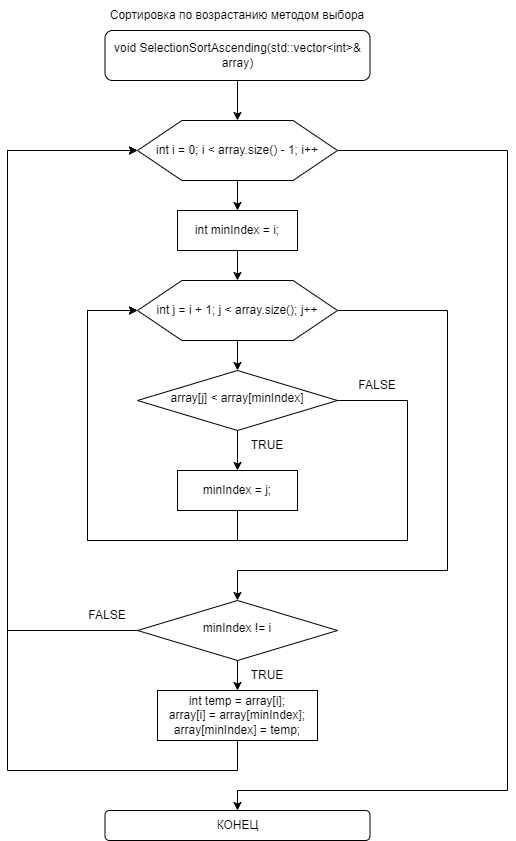 Сортировка по возрастанию методом выбора
void SelectionSortAscending(std::vector<int>&
array)
int i = 0; i < array.size() - 1; i++
int minIndex = i;
int j = i + 1; j < array.size(); j++
array[j] < array[minIndex]
FALSE
TRUE
minIndex = j;
FALSE
minIndex != i
TRUE
int temp = array[i];
array[i] = array[minIndex];
array[minIndex] = temp;
КОНЕЦ